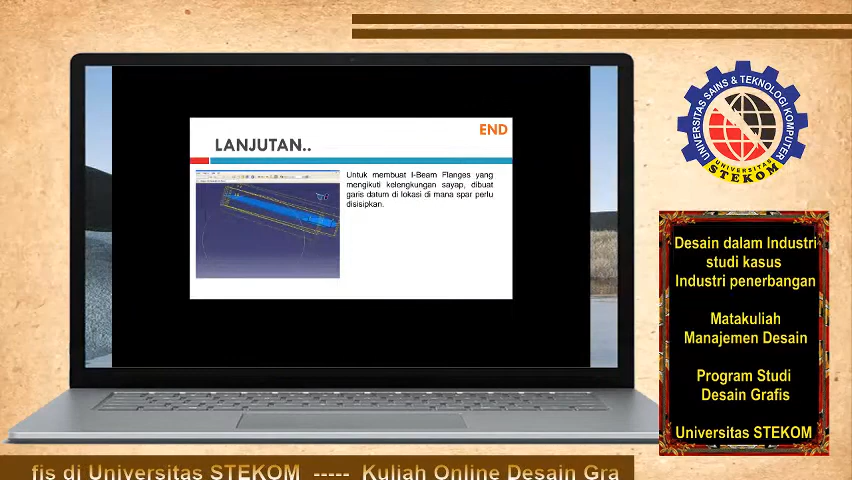 END
LANJUTAN..
Untuk membuat I-Beam Flanges yang
mengikuti kelengkungan sayap, dibuat
garis datum di lokasi di mana spar perlu
disisipkan.
UNIVERSITAS SAINS & TEKNOLOGI KOMPUTER
UNIVERSITAS
STEKOM
Desain dalam Industri
studi kasus
Industri penerbangan
Matakuliah
Manajemen Desain
Program Studi
Desain Grafis
Universitas STEKOM
fis di Universitas STEKOM ----- Kuliah Online Desain Gra